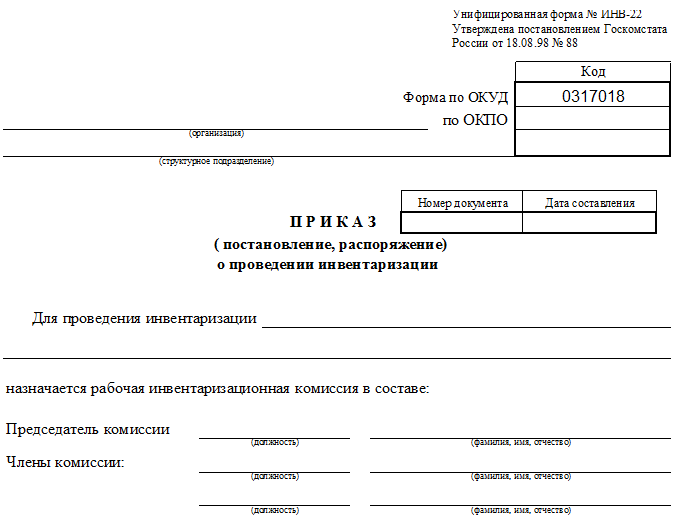 Унифицированная форма № ИНВ-22
Утверждена постановлением Госкомстата
России от 18.08.98 № 88
Код
Форма по ОКУД 0317018
по ОКПО
(организация)
(структурное подразделение)
Номер документа Дата составления
П Р И К А З
( постановление, распоряжение)
о проведении инвентаризации
Для проведения инвентаризации
назначается рабочая инвентаризационная комиссия в составе:
Председатель комиссии
(должность) (фамилия, имя, отчество)
Члены комиссии:
(должность) (фамилия, имя, отчество)
(должность) (фамилия, имя, отчество)